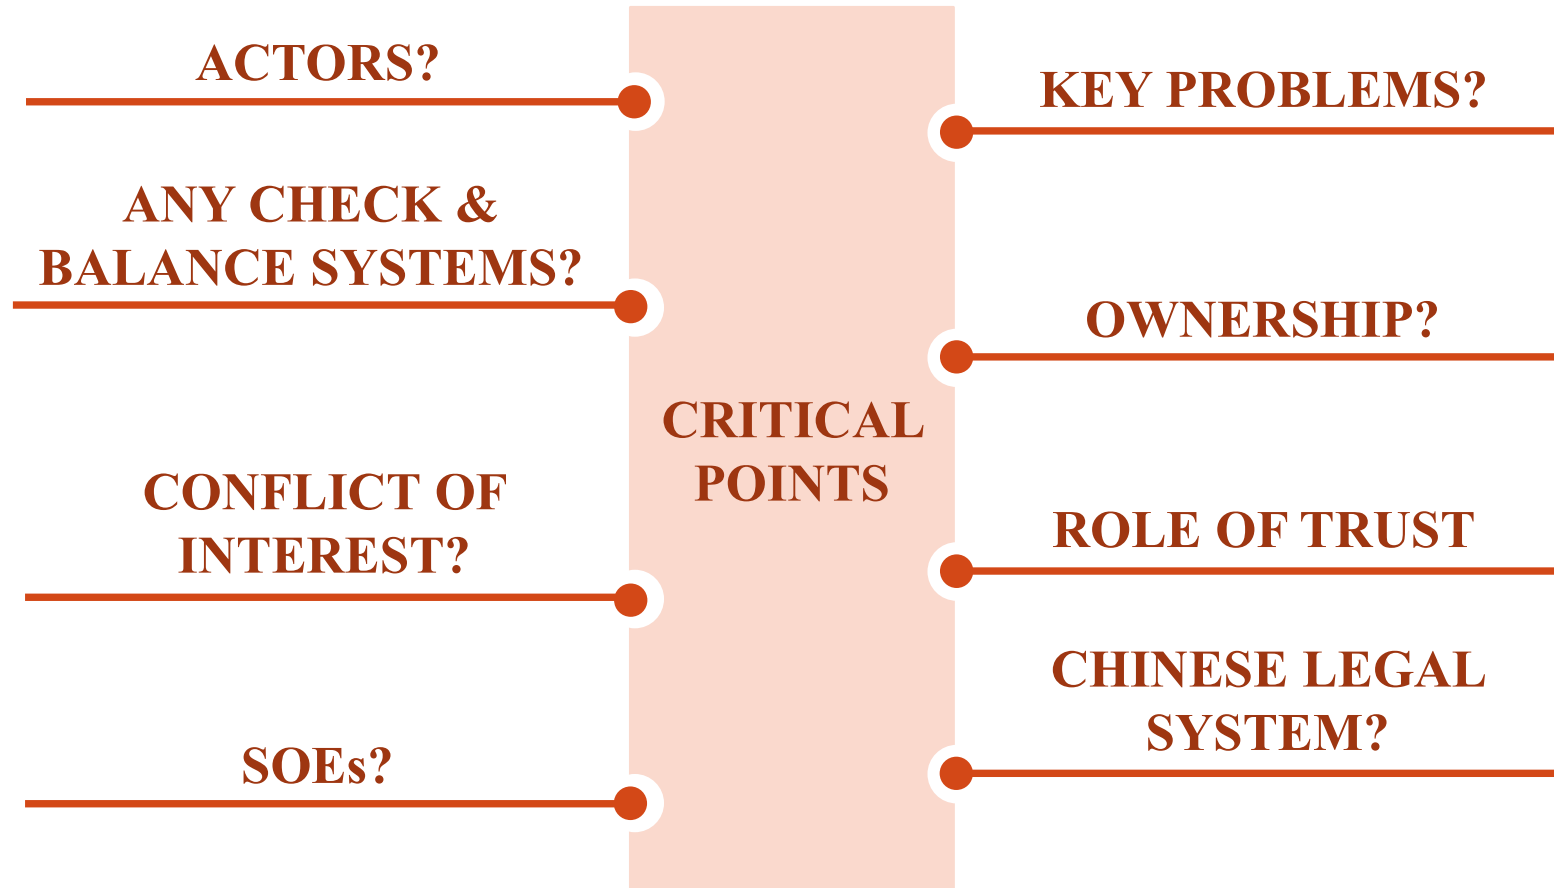 ACTORS?
ANY CHECK &
BALANCE SYSTEMS?
CONFLICT OF
INTEREST?
SOEs?
CRITICAL
POINTS
KEY PROBLEMS?
OWNERSHIP?
ROLE OF TRUST
CHINESE LEGAL
SYSTEM?